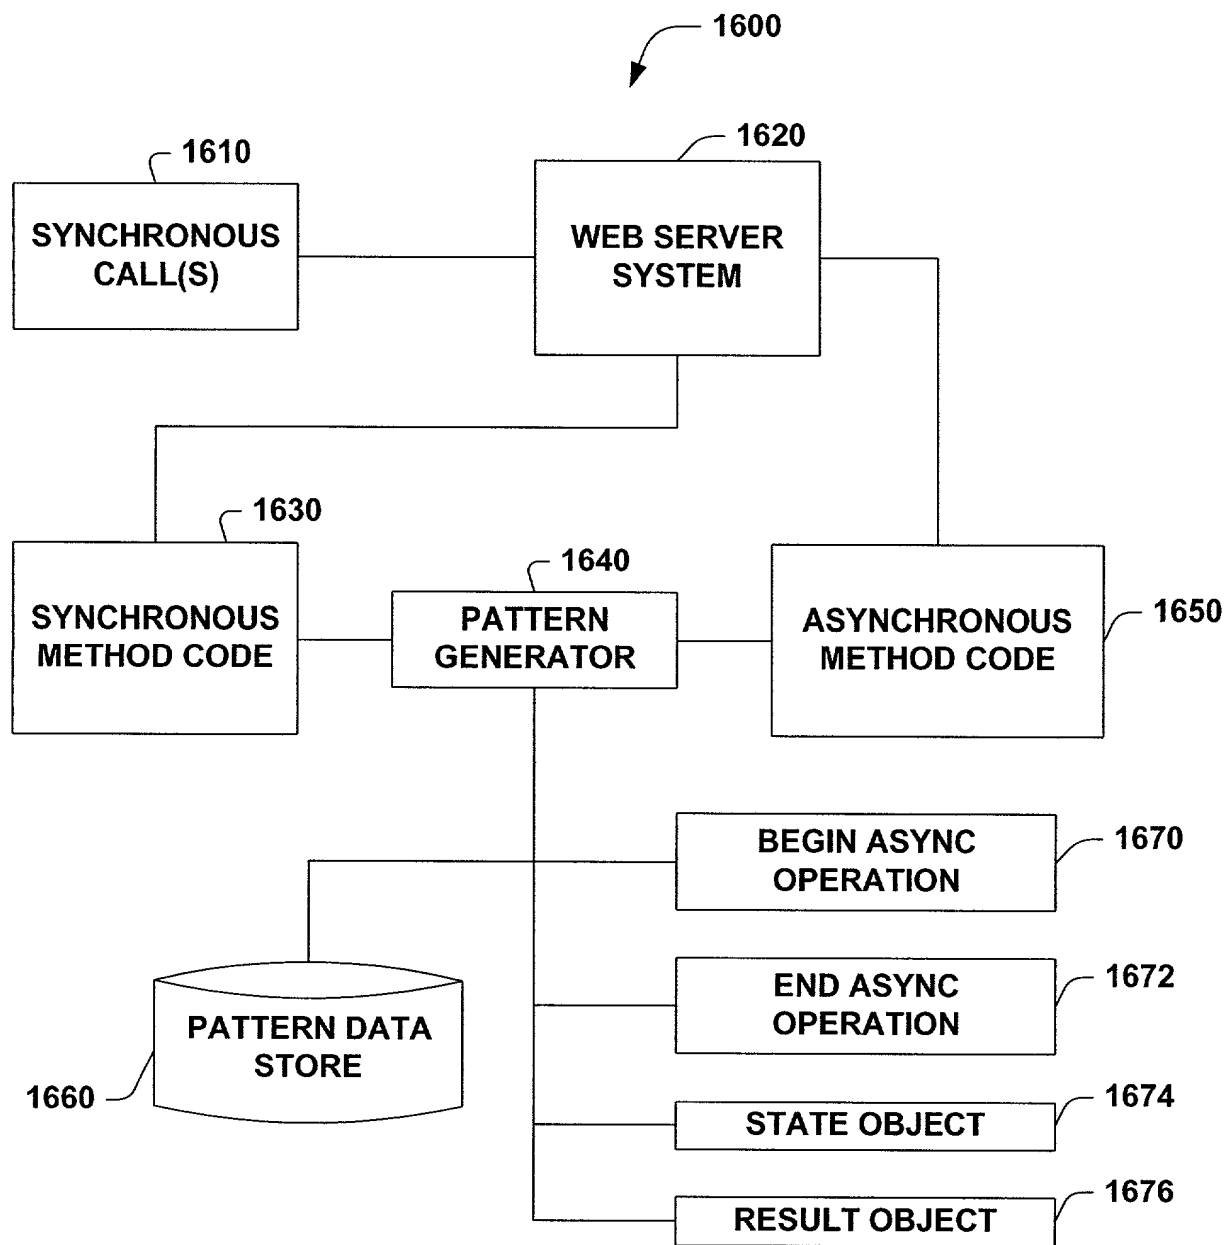 1600
1610
1620
SYNCHRONOUS
CALL(S)
WEB SERVER
SYSTEM
1630
1640
SYNCHRONOUS
METHOD CODE
PATTERN
GENERATOR
ASYNCHRONOUS
METHOD CODE
1650
BEGIN ASYNC
OPERATION
1670
END ASYNC
OPERATION
1672
PATTERN DATA
STORE
1660
STATE OBJECT
1674
RESULT OBJECT
1676